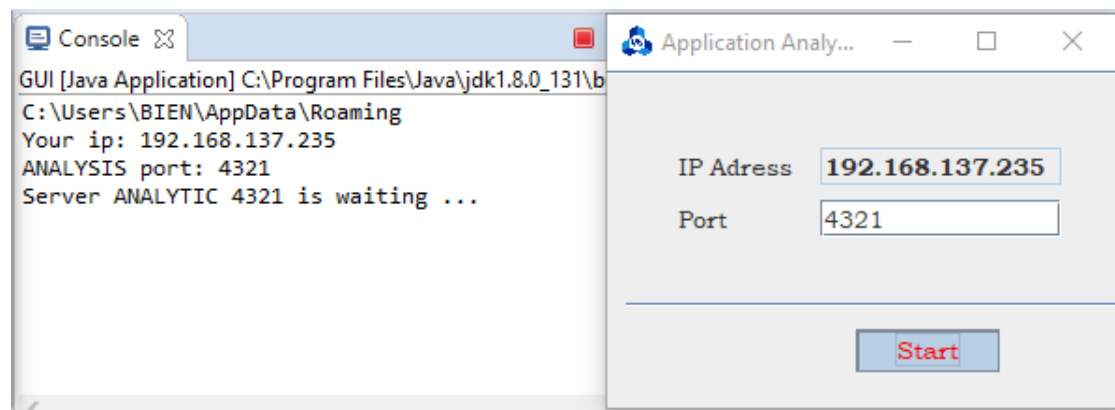 Console
GUI [Java Application] C:\Program Files\Java\jdk1.8.0_131\b
C:\Users\BIEN\AppData\Roaming
Your ip: 192.168.137.235
ANALYSIS port: 4321
Server ANALYTIC 4321 is waiting ...
Application Analy...
IP Adress 192.168.137.235
Port 4321
Start